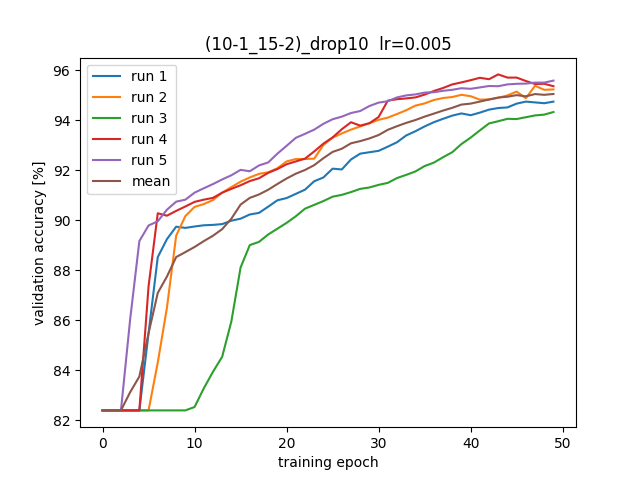 (10-1_15-2)_drop10  lr=0.005
validation accuracy [%]
96
94
92
90
88
86
84
82
run 1
run 2
run 3
run 4
run 5
mean
0
10
20
30
40
50
training epoch